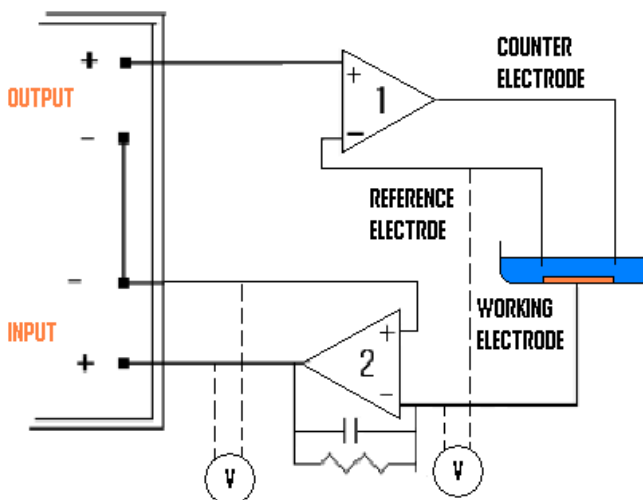 COUNTER
ELECTRODE
+
OUTPUT
-
+
1
-
REFERENCE
ELECTRDE
-
INPUT
+
+
2
-
WORKING
ELECTRODE
V
V